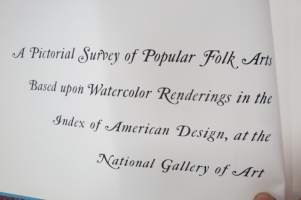 A Pictorial Survey of Popular Folk Arts
Based upon Watercolor Renderings in the
Index of American Design, at the
National Gallery of Art